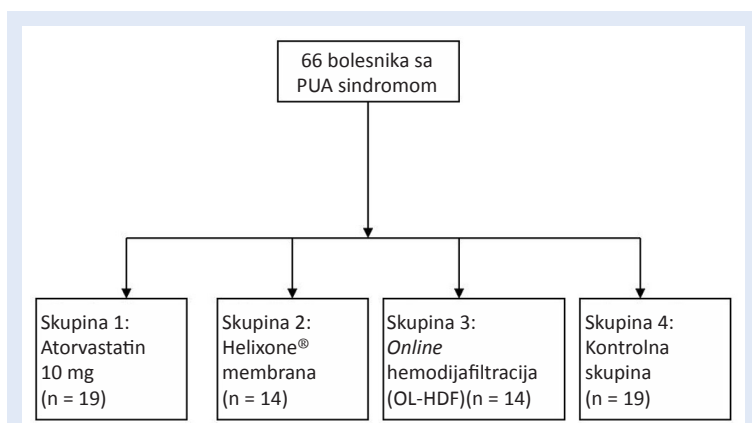 66 bolesnika sa
PUA sindromom
Skupina 1:
Atorvastatin
10 mg
(n = 19)
Skupina 2:
Helixone®
membrana
(n = 14)
Skupina 3:
Online
hemodijafiltracija
(OL-HDF)(n = 14)
Skupina 4:
Kontrolna
skupina
(n = 19)